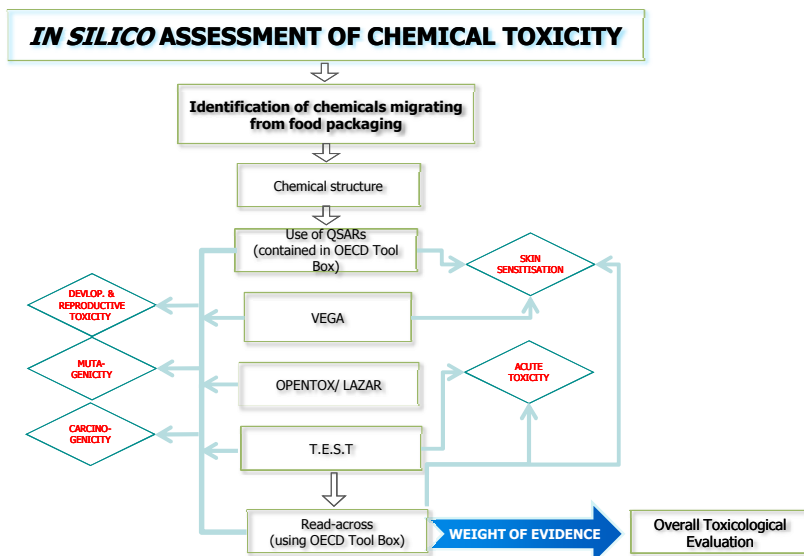 IN SILICO ASSESSMENT OF CHEMICAL TOXICITY
Identification of chemicals migrating
from food packaging
Chemical structure
Use of QSARs
(contained in OECD Tool
Box)
SKIN
SENSITISATION
DEVLOP. &
REPRODUCTIVE
TOXICITY
VEGA
MUTA-
GENICITY
OPENTOX/ LAZAR
ACUTE
TOXICITY
CARCINO-
GENICITY
T.E.S.T
Read-across
(using OECD Tool Box)
WEIGHT OF EVIDENCE
Overall Toxicological
Evaluation